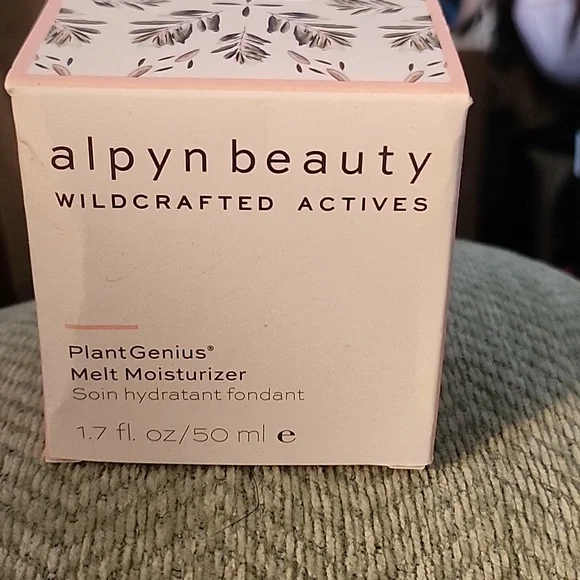 alpyn beauty
WILDCRAFTED ACTIVES
PlantGenius®
Melt Moisturizer
Soin hydratant fondant
1.7 fl. oz/50 ml ℮